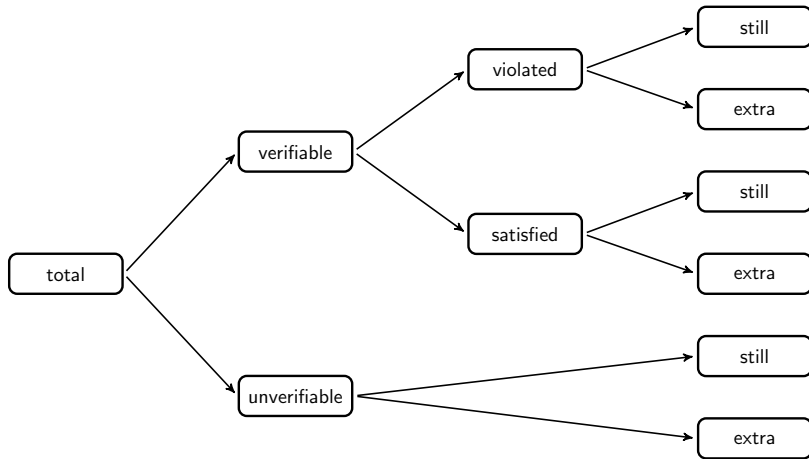 still
violated
extra
verifiable
still
satisfied
total
extra
still
unverifiable
extra